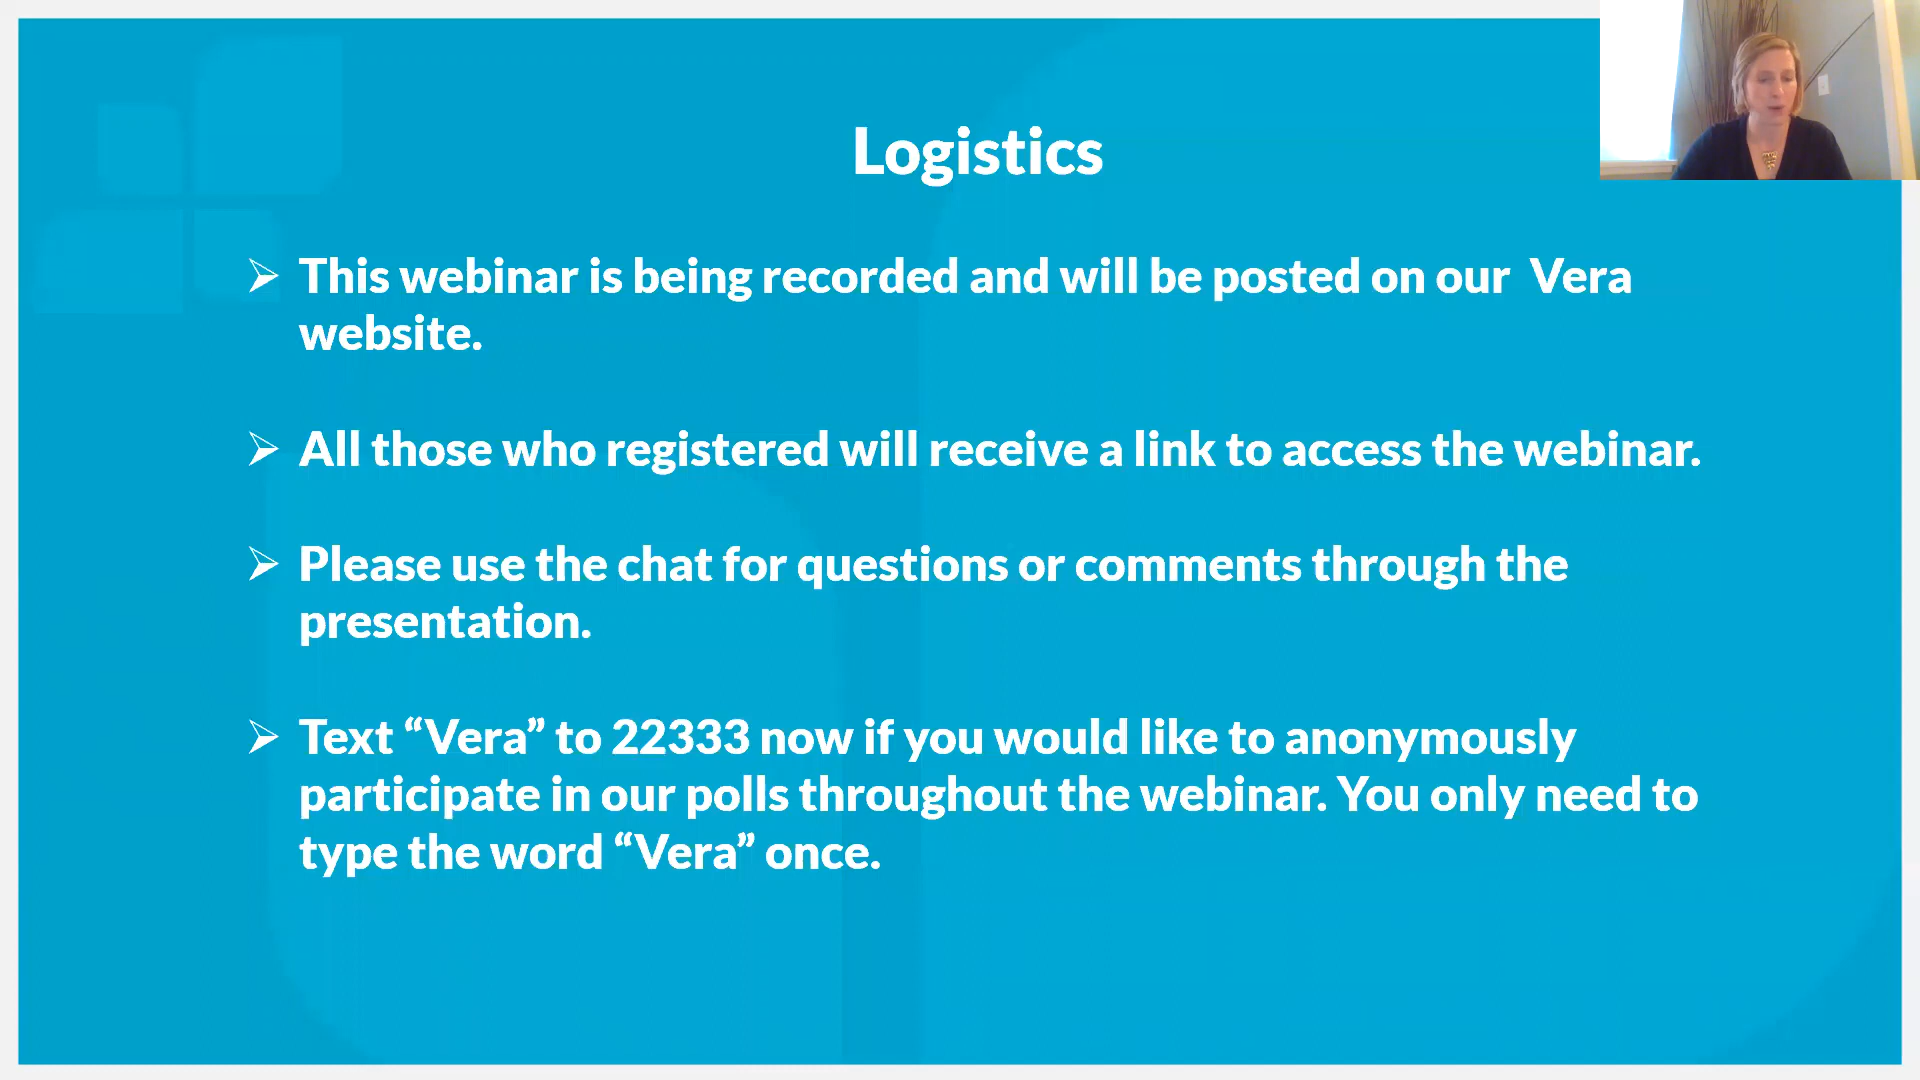 Logistics
➢ This webinar is being recorded and will be posted on our  Vera
website.
➢ All those who registered will receive a link to access the webinar.
➢ Please use the chat for questions or comments through the
presentation.
➢ Text “Vera” to 22333 now if you would like to anonymously
participate in our polls throughout the webinar. You only need to
type the word “Vera” once.